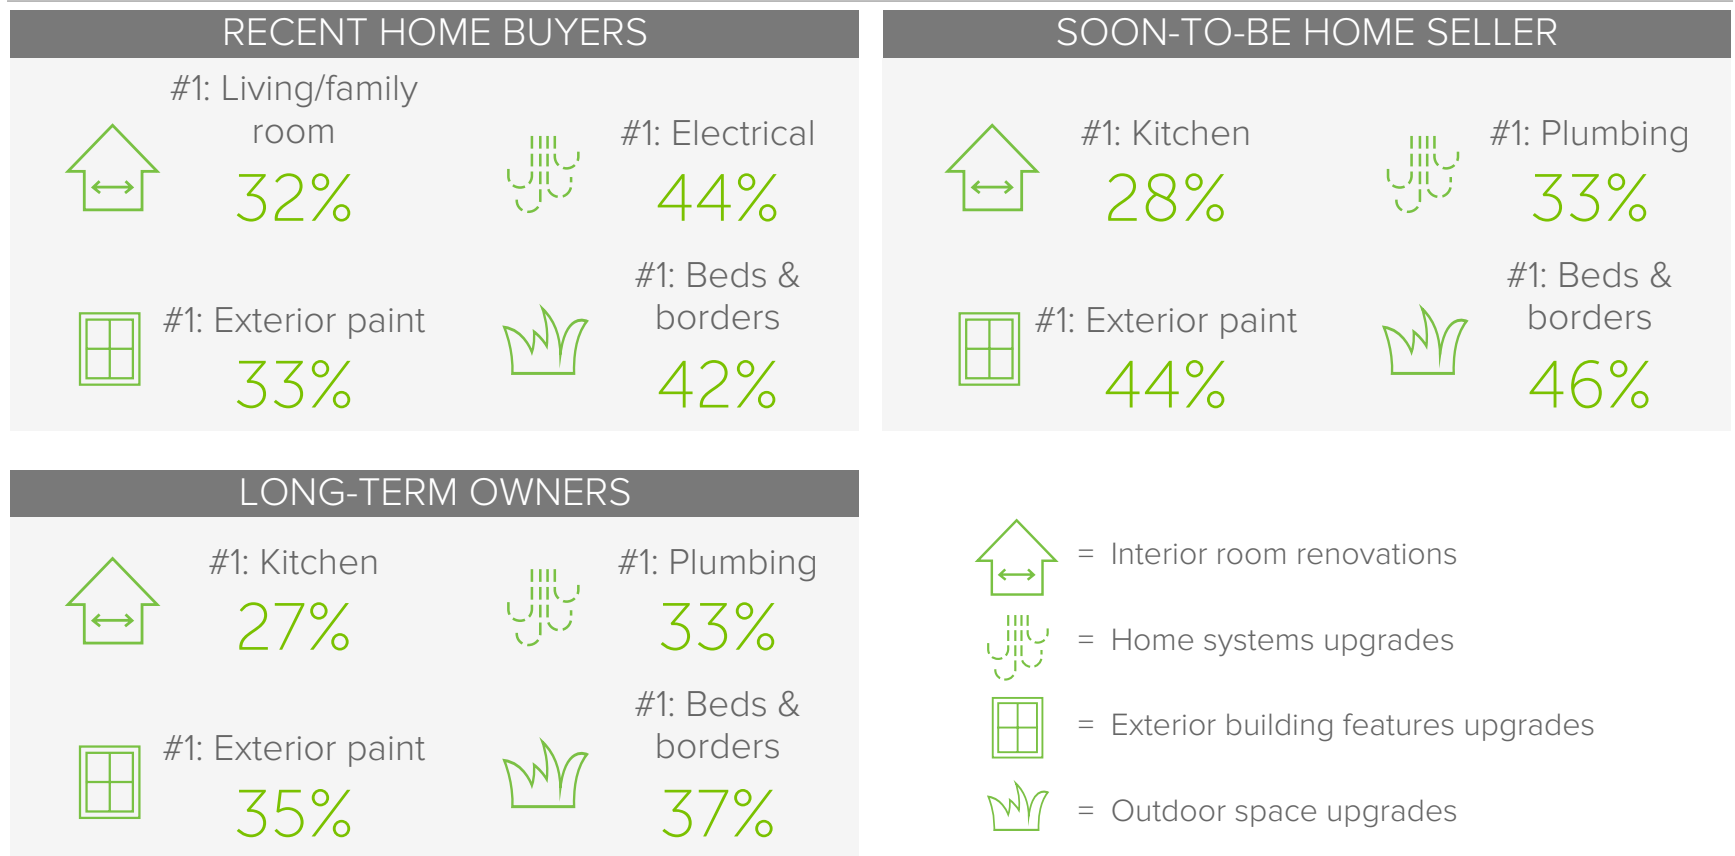 RECENT HOME BUYERS
#1: Living/family
room
32%
#1: Electrical
44%
#1: Exterior paint
33%
#1: Beds &
borders
42%
SOON-TO-BE HOME SELLER
#1: Kitchen
28%
#1: Plumbing
33%
#1: Exterior paint
44%
#1: Beds &
borders
46%
LONG-TERM OWNERS
#1: Kitchen
27%
#1: Plumbing
33%
#1: Exterior paint
35%
#1: Beds &
borders
37%
= Interior room renovations
= Home systems upgrades
= Exterior building features upgrades
= Outdoor space upgrades